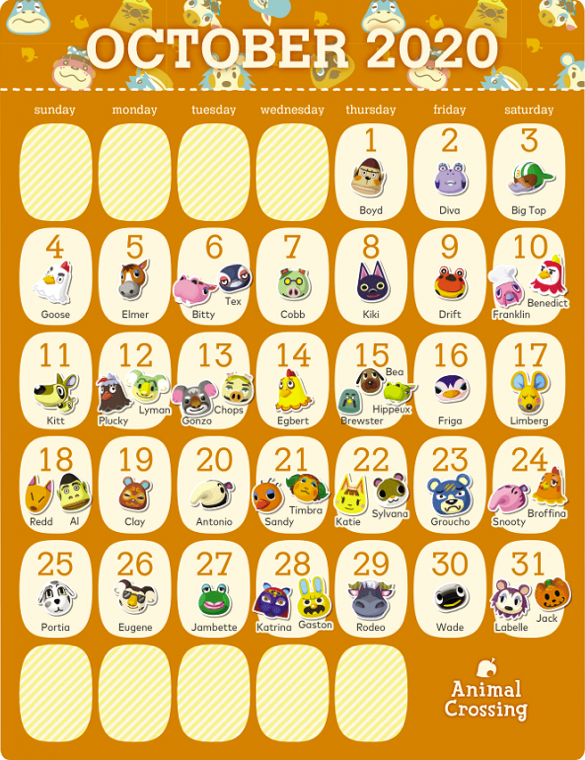 OCTOBER 2020
sunday monday tuesday wednesday thursday friday saturday
1 2 3
Boyd Diva Big Top
4 5 6 7 8 9 10
Goose Elmer Bitty Tex Cobb Kiki Drift Franklin Benedict
11 12 13 14 15 16 17
Kitt Plucky Lyman Gonzo Chops Egbert Brewster Bea Hippeux Friga Limberg
18 19 20 21 22 23 24
Redd Al Clay Antonio Sandy Timbra Katie Sylvana Groucho Snooty Broffina
25 26 27 28 29 30 31
Portia Eugene Jambette Katrina Gaston Rodeo Wade Labelle Jack
Animal
Crossing